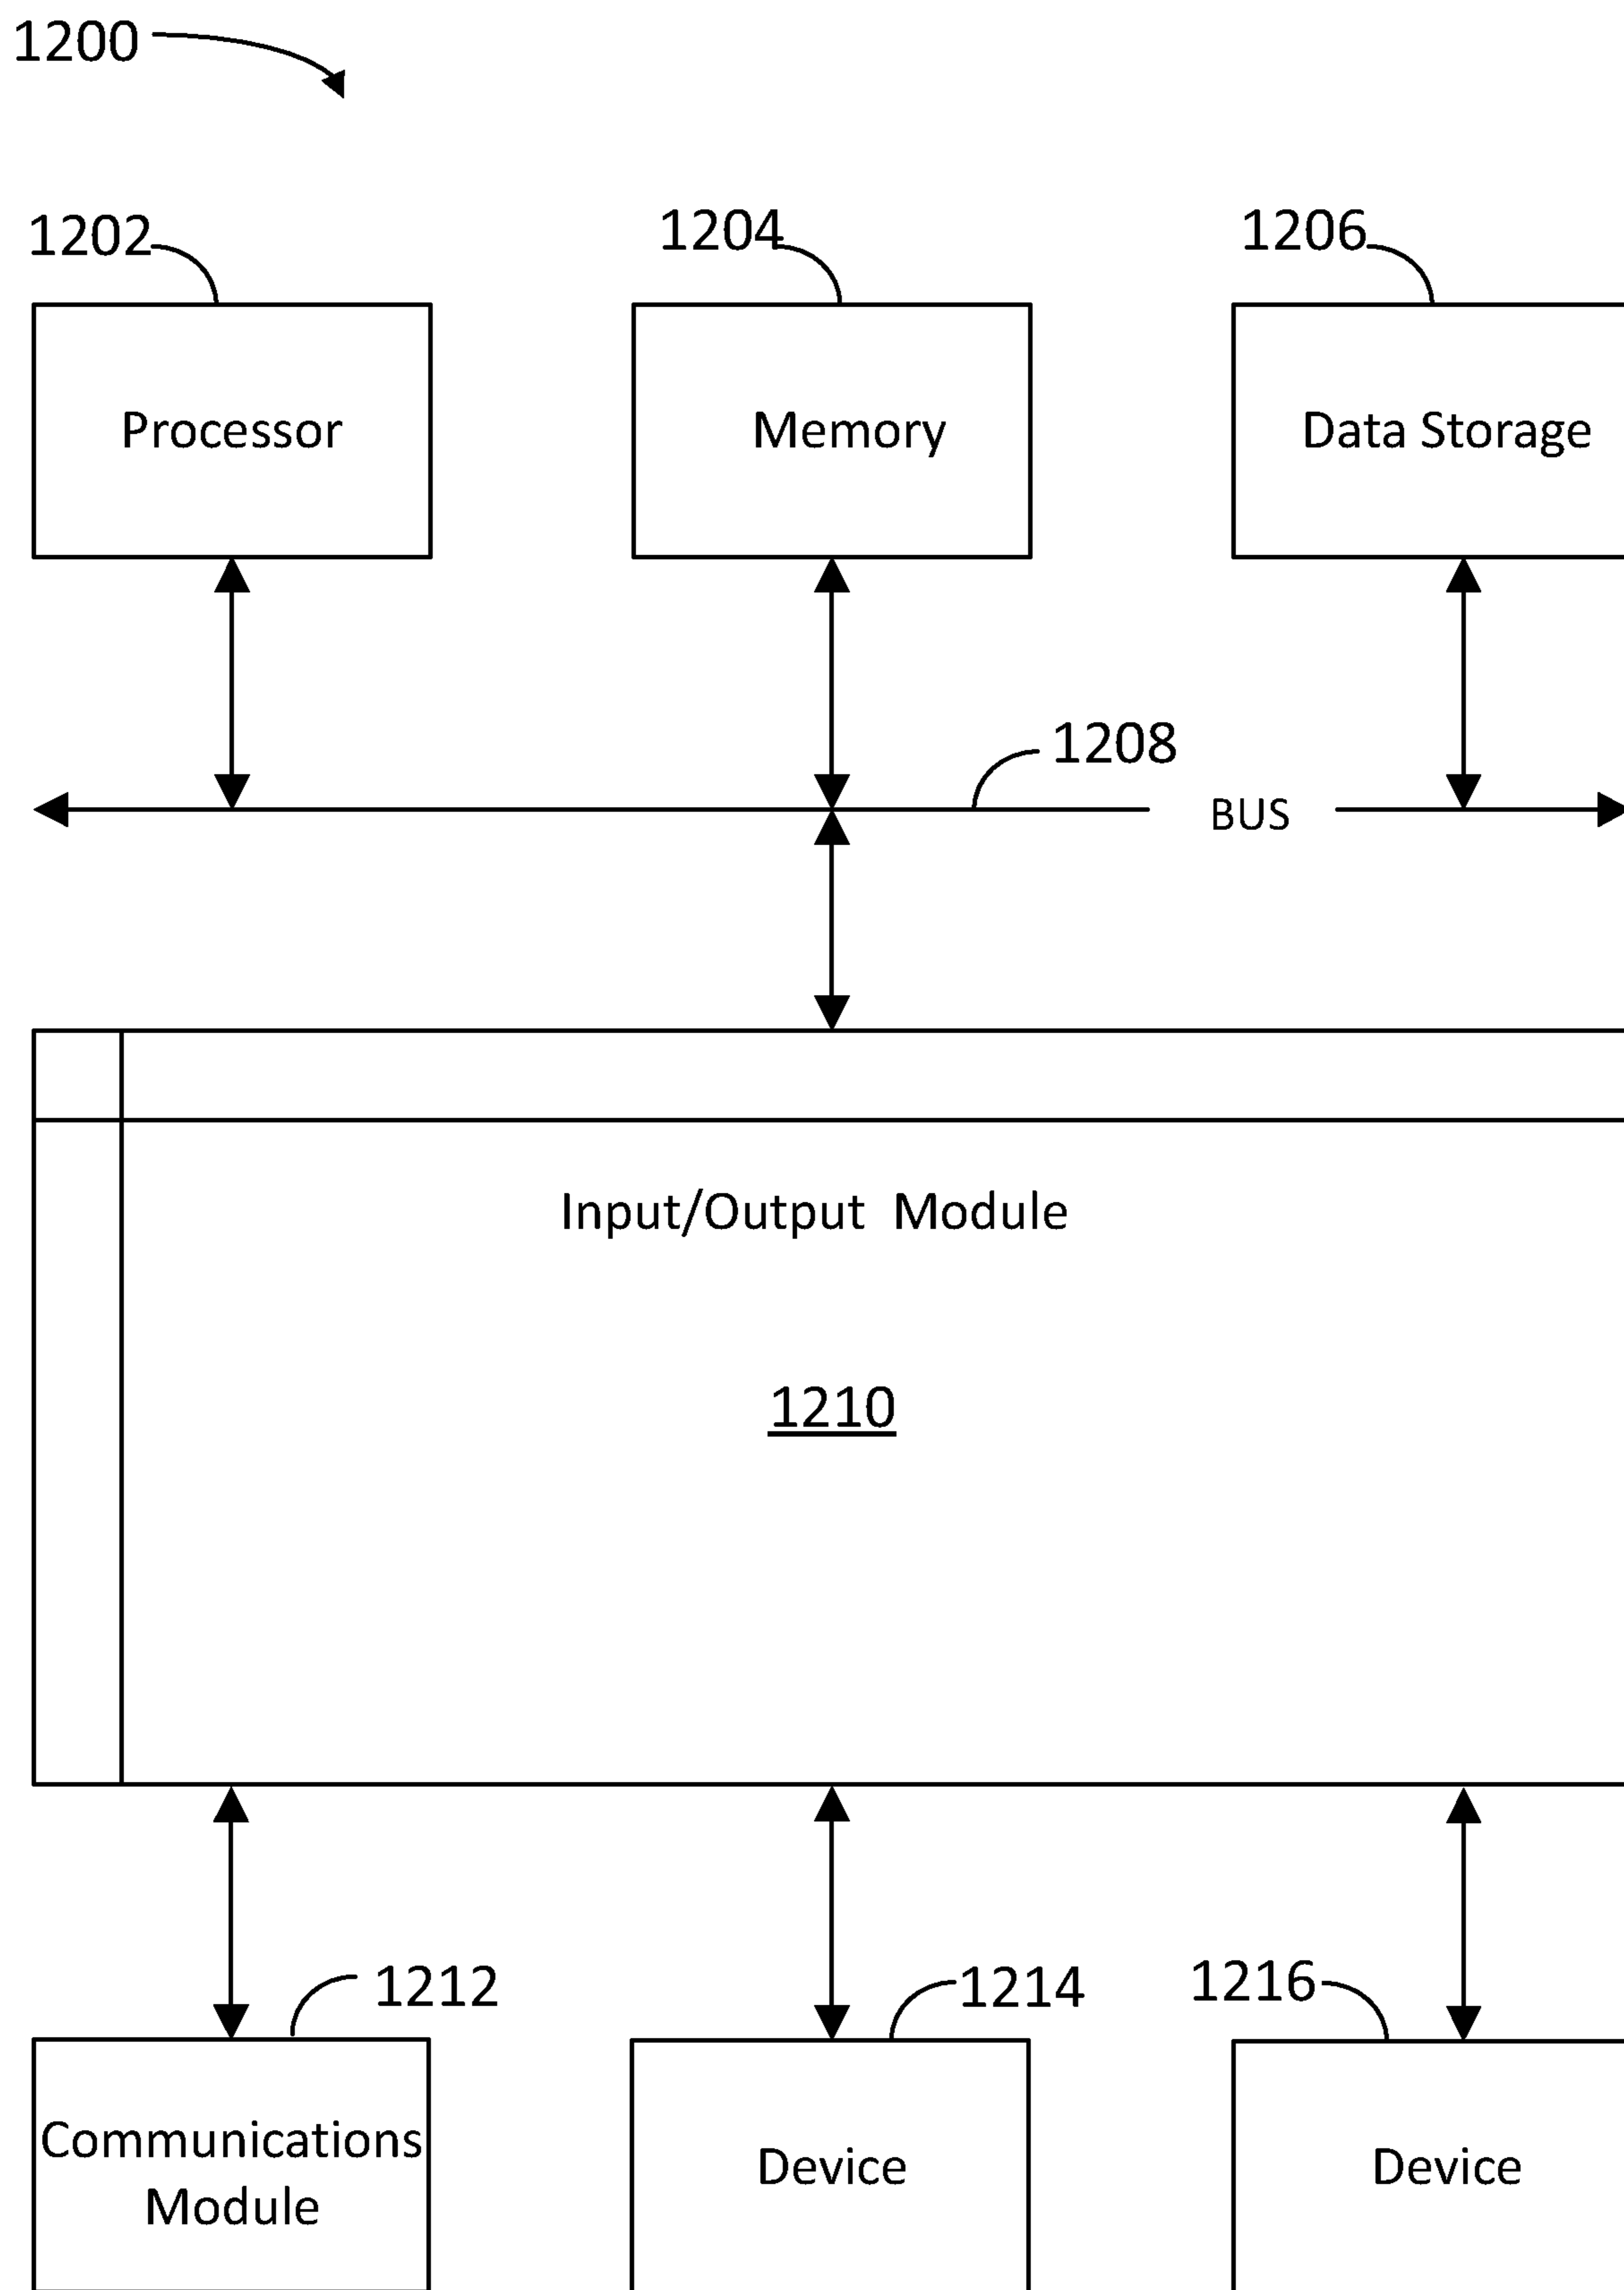 1200
1202
1204
1206
Processor
Memory
Data Storage
1208
BUS
Input/Output Module
1210
1212
1214
1216
Communications
Module
Device
Device